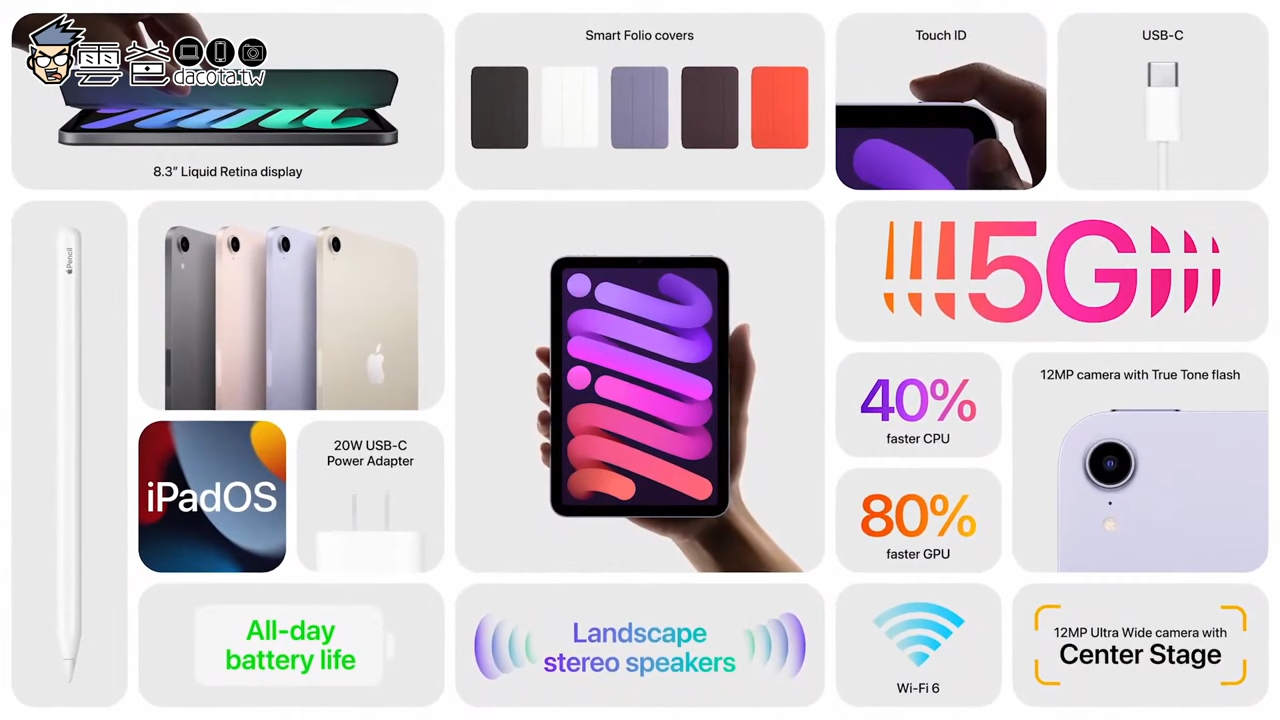 雲爸
dacota.tw
8.3” Liquid Retina display
Smart Folio covers
Touch ID
USB-C
Pencil
5G
iPadOS
20W USB-C
Power Adapter
40%
faster CPU
12MP camera with True Tone flash
80%
faster GPU
All-day
battery life
Landscape
stereo speakers
Wi-Fi 6
12MP Ultra Wide camera with
Center Stage